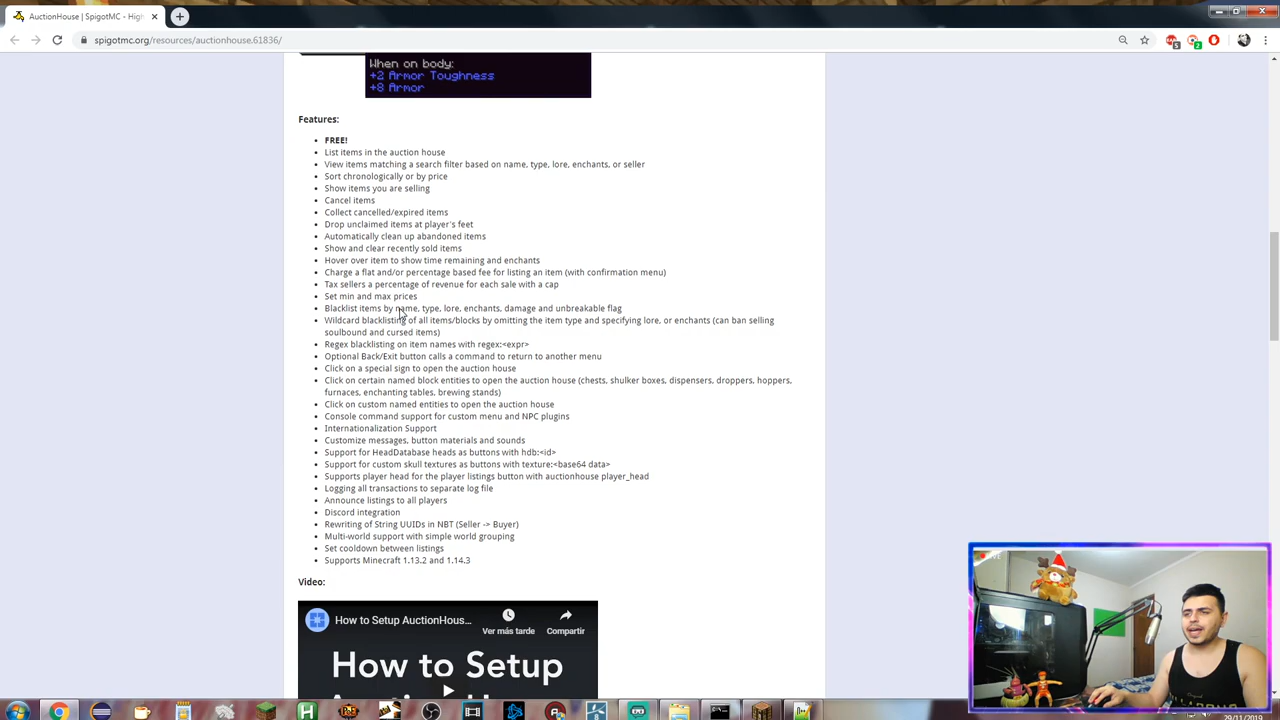 AuctionHouse | SpigotMC - Hig
spigotmc.org/resources/auctionhouse.61836/
When on body:
+2 Armor Toughness
+8 Armor
Features:
FREE!
List items in the auction house
View items matching a search filter based on name, type, lore, enchants, or seller
Sort chronologically or by price
Show items you are selling
Cancel items
Collect cancelled/expired items
Drop unclaimed items at player's feet
Automatically clean up abandoned items
Show and clear recently sold items
Hover over item to show time remaining and enchants
Charge a flat and/or percentage based fee for listing an item (with confirmation menu)
Tax sellers a percentage of revenue for each sale with a cap
Set min and max prices
Blacklist items by name, type, lore, enchants, damage and unbreakable flag
Wildcard blacklisting of all items/blocks by omitting the item type and specifying lore, or enchants (can ban selling
soulbound and cursed items)
Regex blacklisting on item names with regex:<expr>
Optional Back/Exit button calls a command to return to another menu
Click on a special sign to open the auction house
Click on certain named block entities to open the auction house (chests, shulker boxes, dispensers, droppers, hoppers,
furnaces, enchanting tables, brewing stands)
Click on custom named entities to open the auction house
Console command support for custom menu and NPC plugins
Internationalization Support
Customize messages, button materials and sounds
Support for HeadDatabase heads as buttons with hdb:<id>
Support for custom skull textures as buttons with texture:<base64 data>
Supports player head for the player listings button with auctionhouse player_head
Logging all transactions to separate log file
Announce listings to all players
Discord integration
Rewriting of String UUIDs in NBT (Seller -> Buyer)
Multi-world support with simple world grouping
Set cooldown between listings
Supports Minecraft 1.13.2 and 1.14.3
Video:
How to Setup AuctionHous...
Ver más tarde
Compartir
How to Setup
29/11/2019